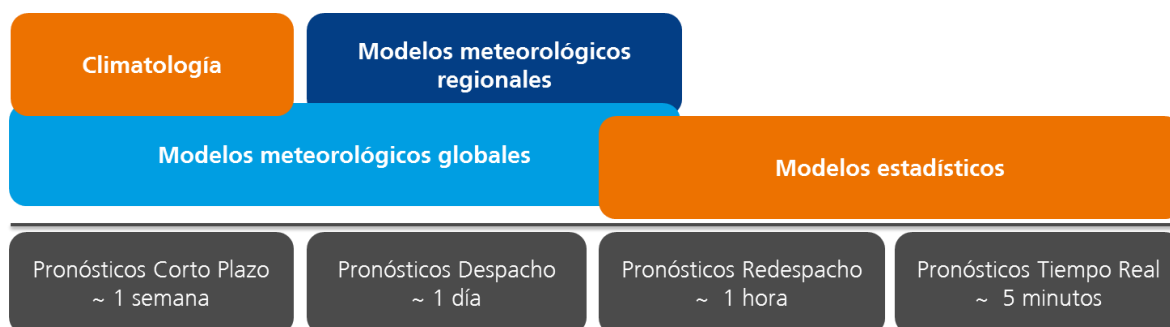 Climatología
Modelos meteorológicos
regionales
Modelos meteorológicos globales
Modelos estadísticos
Pronósticos Corto Plazo
~ 1 semana
Pronósticos Despacho
~ 1 día
Pronósticos Redespacho
~ 1 hora
Pronósticos Tiempo Real
~ 5 minutos